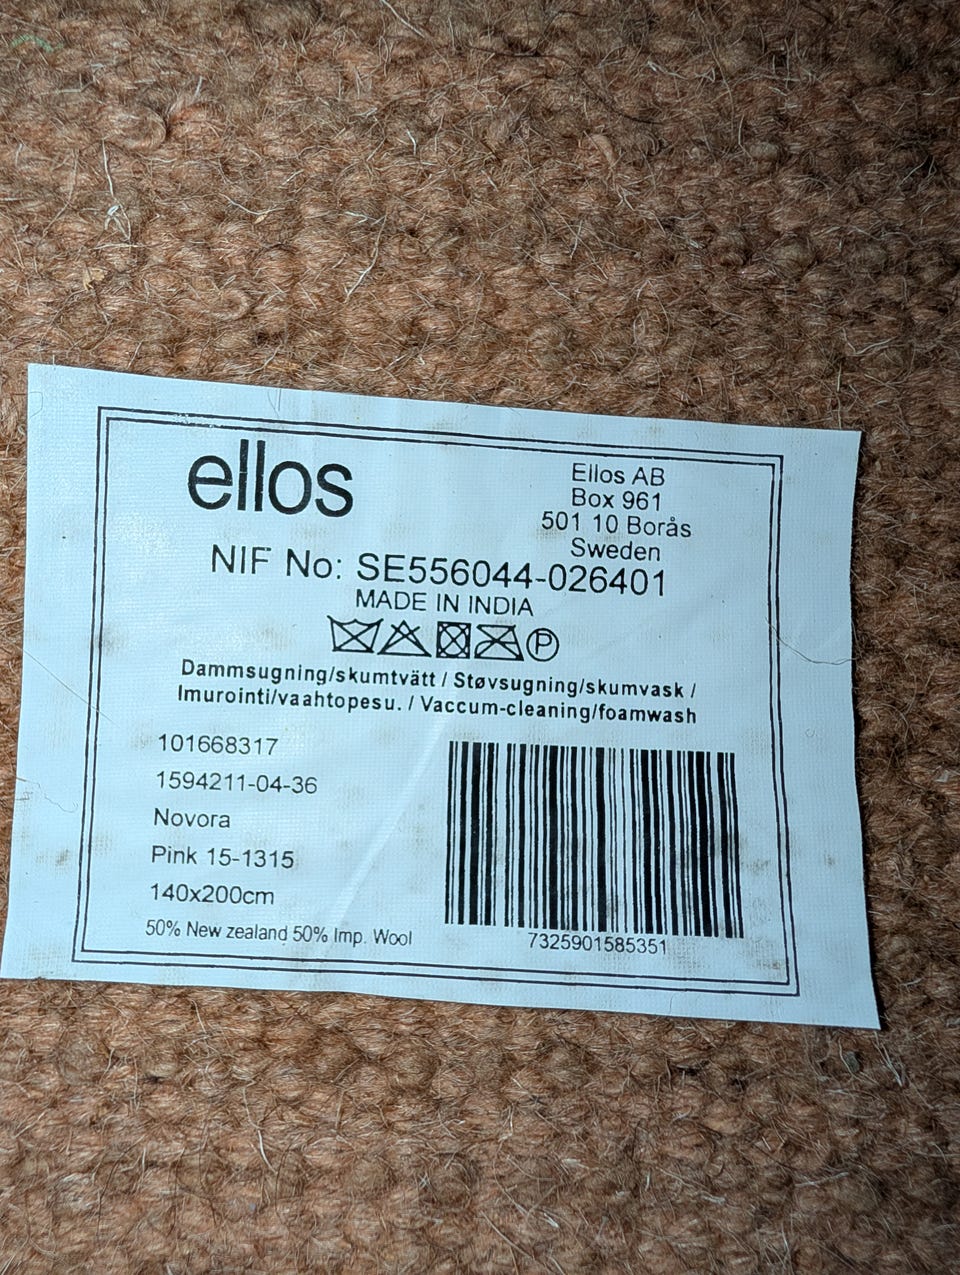 ellos
Ellos AB
Box 961
501 10 Borås
Sweden
NIF No: SE556044-026401
MADE IN INDIA
P
Dammsugning/skumtvätt / Støvsugning/skumvask /
Imurointi/vaahtopesu. / Vaccum-cleaning/foamwash
101668317
1594211-04-36
Novora
Pink 15-1315
140x200cm
50% New zealand 50% Imp. Wool
7325901585351